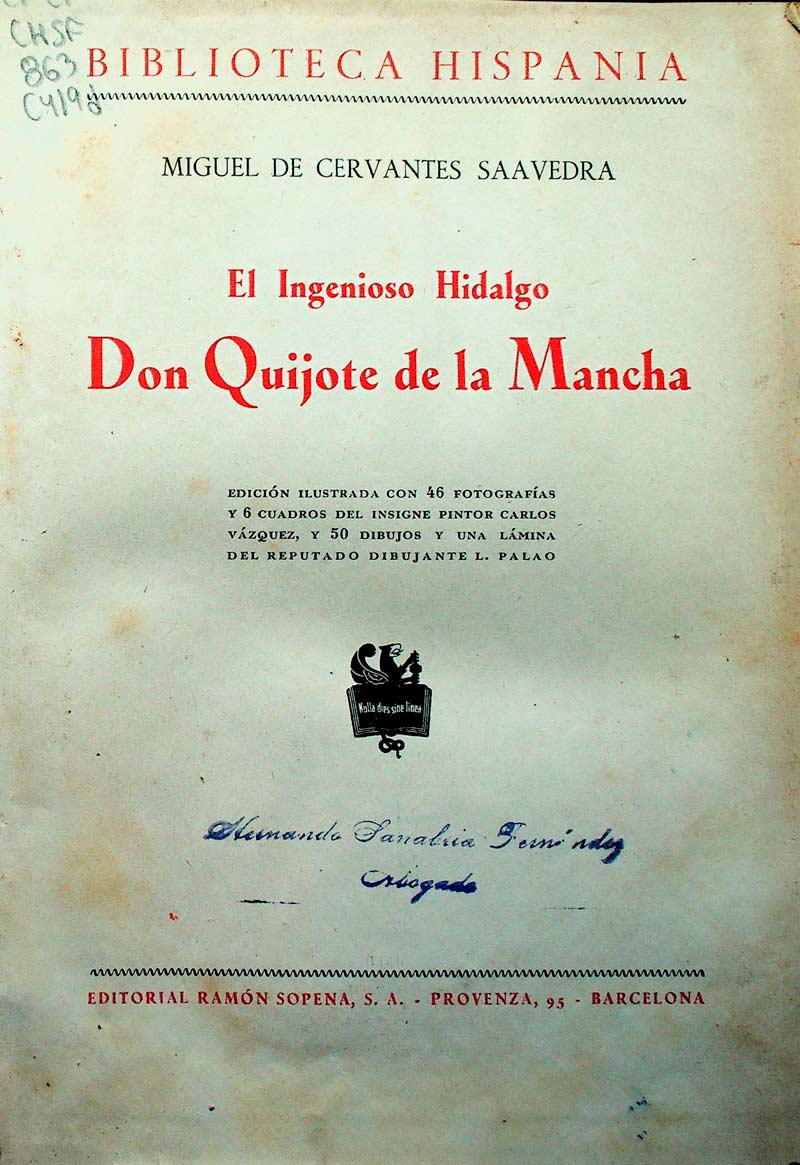 CHSF
863
C419d
BIBLIOTECA HISPANIA
MIGUEL DE CERVANTES SAAVEDRA
El Ingenioso Hidalgo
Don Quijote de la Mancha
EDICIÓN ILUSTRADA CON 46 FOTOGRAFÍAS
Y 6 CUADROS DEL INSIGNE PINTOR CARLOS
VÁZQUEZ, Y 50 DIBUJOS Y UNA LÁMINA
DEL REPUTADO DIBUJANTE L. PALAO
Nulla dies sine linea
Hernando Sanabria Fernández
Abogado
EDITORIAL RAMÓN SOPENA, S. A. - PROVENZA, 95 - BARCELONA